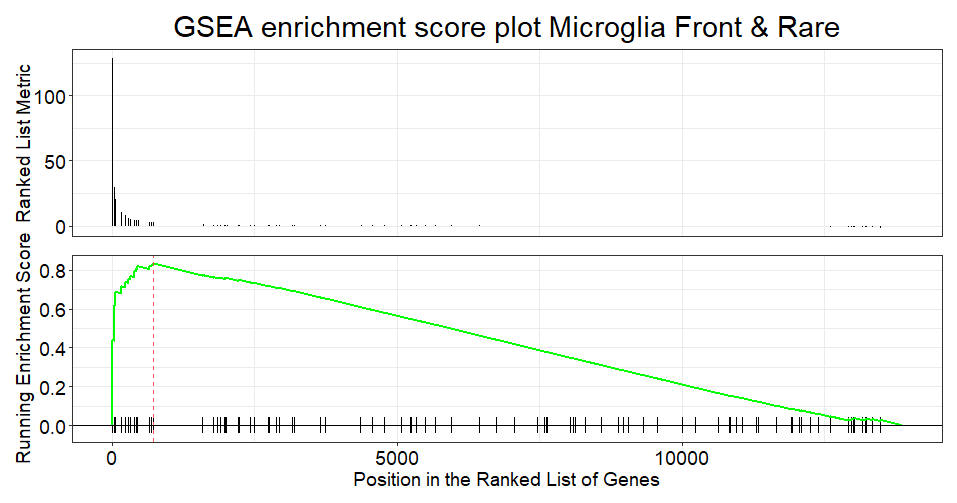 GSEA enrichment score plot Microglia Front & Rare
Ranked List Metric
100
50
0
Running Enrichment Score
0.8
0.6
0.4
0.2
0.0
0 5000 10000
Position in the Ranked List of Genes